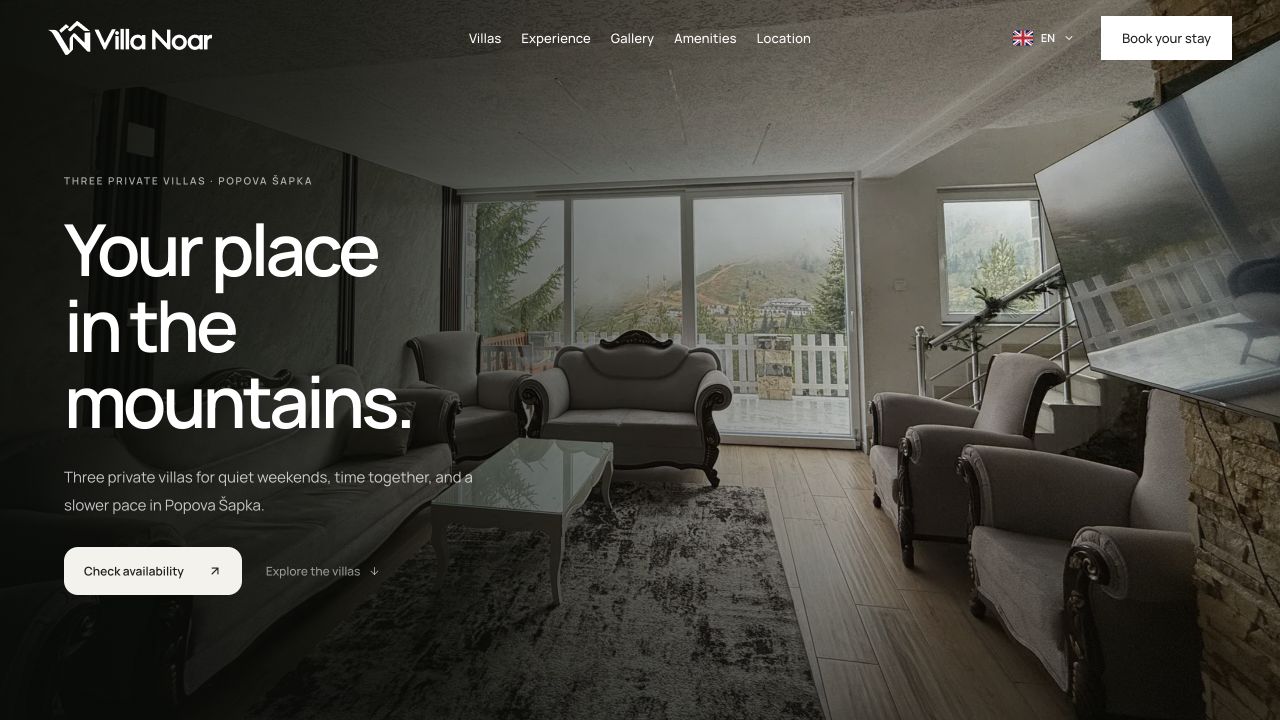 Villa Noar
Villas
Experience
Gallery
Amenities
Location
EN
Book your stay
THREE PRIVATE VILLAS · POPOVA ŠAPKA
Your place
in the
mountains.
Three private villas for quiet weekends, time together, and a
slower pace in Popova Šapka.
Check availability
Explore the villas